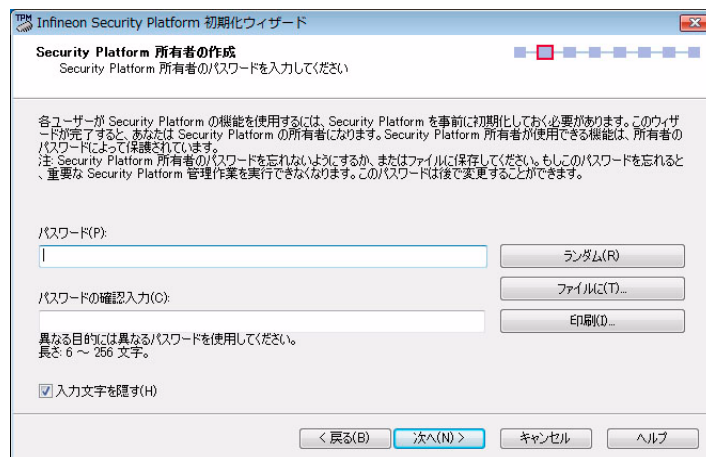 TPM Infineon Security Platform 初期化ウィザード
Security Platform 所有者の作成
Security Platform 所有者のパスワードを入力してください
各ユーザーが Security Platform の機能を使用するには、Security Platform を事前に初期化しておく必要があります。このウィザ
ードが完了すると、あなたは Security Platform の所有者になります。Security Platform 所有者が使用できる機能は、所有者の
パスワードによって保護されています。
注: Security Platform 所有者のパスワードを忘れないようにするか、またはファイルに保存してください。もしこのパスワードを忘れると
、重要な Security Platform 管理作業を実行できなくなります。このパスワードは後で変更することができます。
パスワード(P):
ランダム(R)
ファイルに(T)...
パスワードの確認入力(C):
印刷(I)...
異なる目的には異なるパスワードを使用してください。
長さ: 6 ～ 256 文字。
入力文字を隠す(H)
< 戻る(B) 次へ(N) > キャンセル ヘルプ